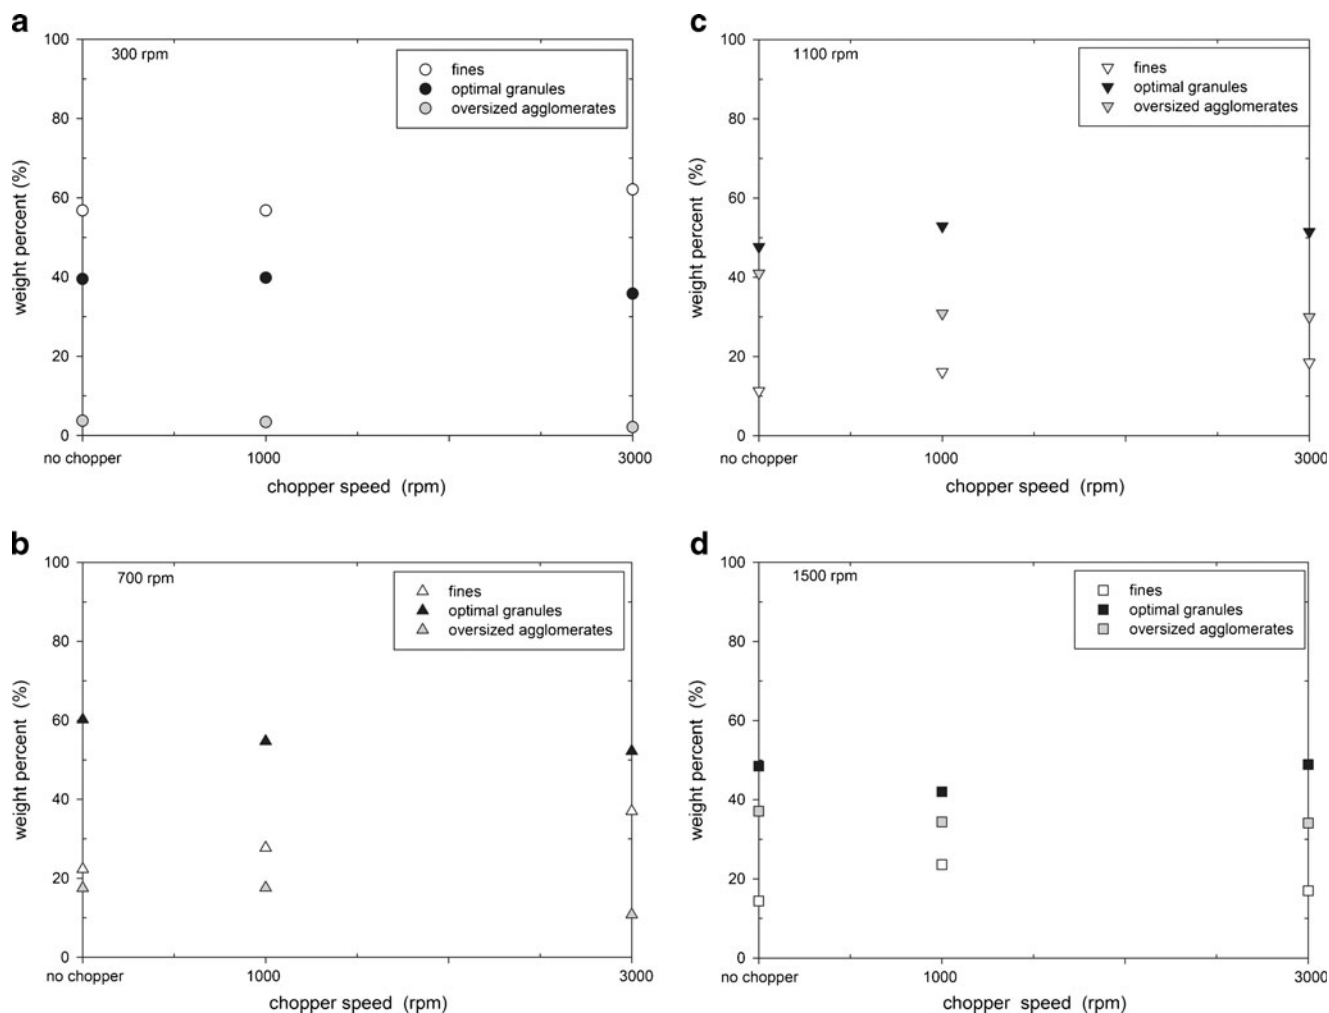 a
300 rpm
fines
optimal granules
oversized agglomerates
100
80
60
40
20
0
weight percent (%)
no chopper 1000 3000
chopper speed (rpm)
c
1100 rpm
fines
optimal granules
oversized agglomerates
100
80
60
40
20
0
weight percent (%)
no chopper 1000 3000
chopper speed (rpm)
b
700 rpm
fines
optimal granules
oversized agglomerates
100
80
60
40
20
0
weight percent (%)
no chopper 1000 3000
chopper speed (rpm)
d
1500 rpm
fines
optimal granules
oversized agglomerates
100
80
60
40
20
0
weight percent (%)
no chopper 1000 3000
chopper speed (rpm)